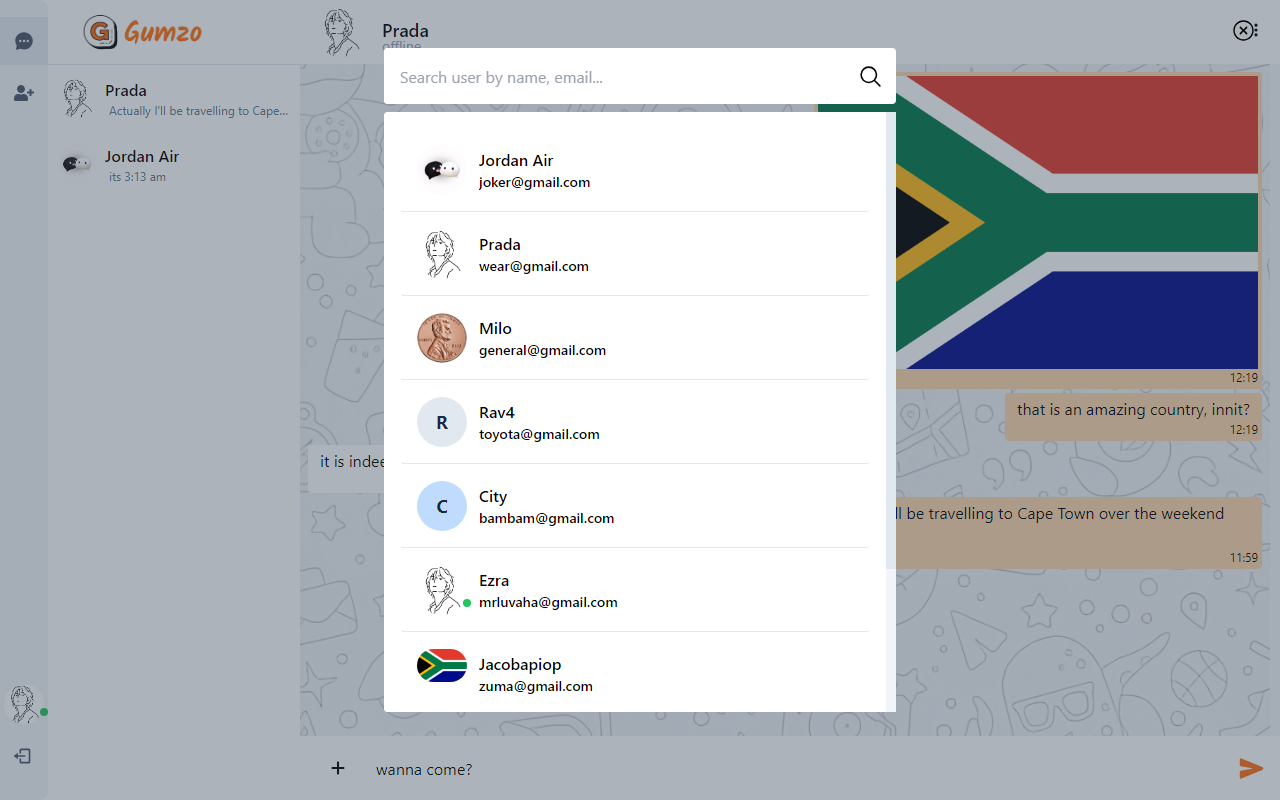 G Gumzo
Prada
offline
Prada
Actually I'll be travelling to Cape...
Jordan Air
its 3:13 am
Search user by name, email...
Jordan Air
joker@gmail.com
Prada
wear@gmail.com
Milo
general@gmail.com
R
Rav4
toyota@gmail.com
C
City
bambam@gmail.com
Ezra
mrluvaha@gmail.com
Jacobapiop
zuma@gmail.com
12:19
that is an amazing country, innit?
12:19
it is indee
ll be travelling to Cape Town over the weekend
11:59
wanna come?